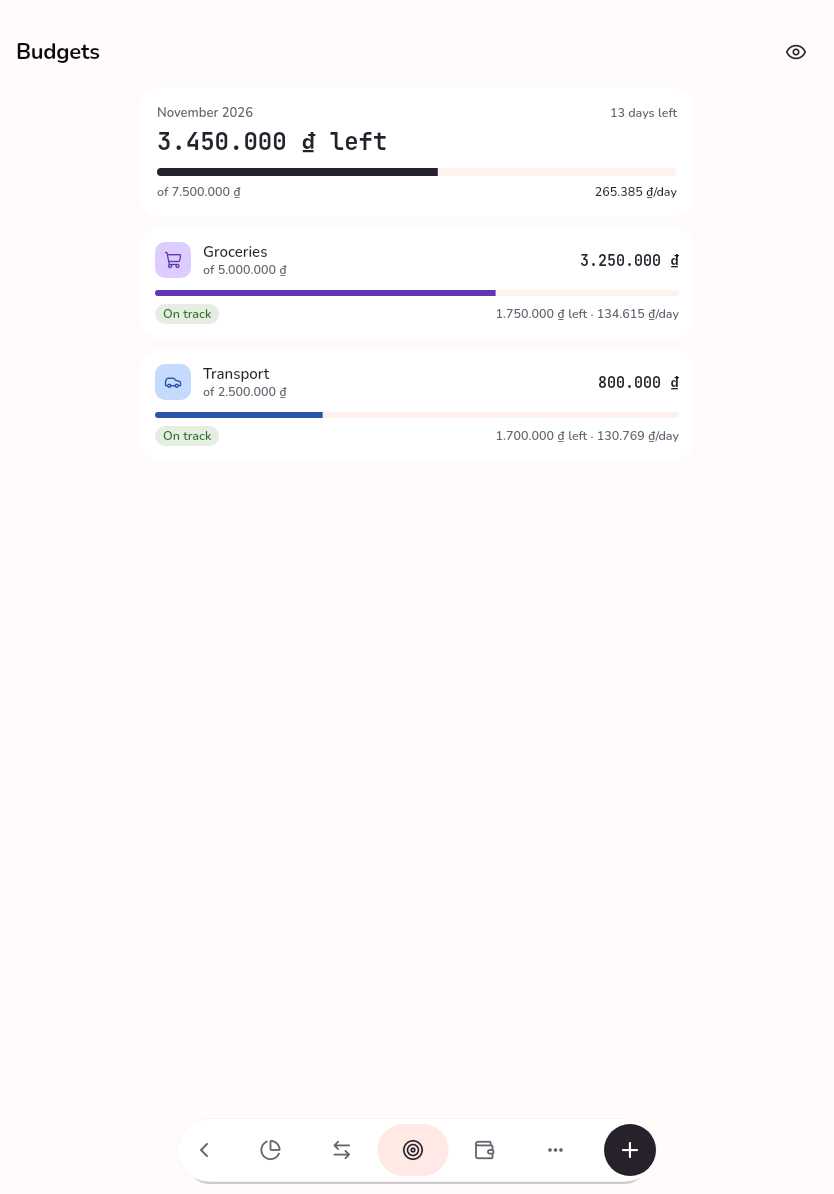 Budgets
November 2026
13 days left
3.450.000 ₫ left
of 7.500.000 ₫
265.385 ₫/day
Groceries
of 5.000.000 ₫
3.250.000 ₫
On track
1.750.000 ₫ left · 134.615 ₫/day
Transport
of 2.500.000 ₫
800.000 ₫
On track
1.700.000 ₫ left · 130.769 ₫/day